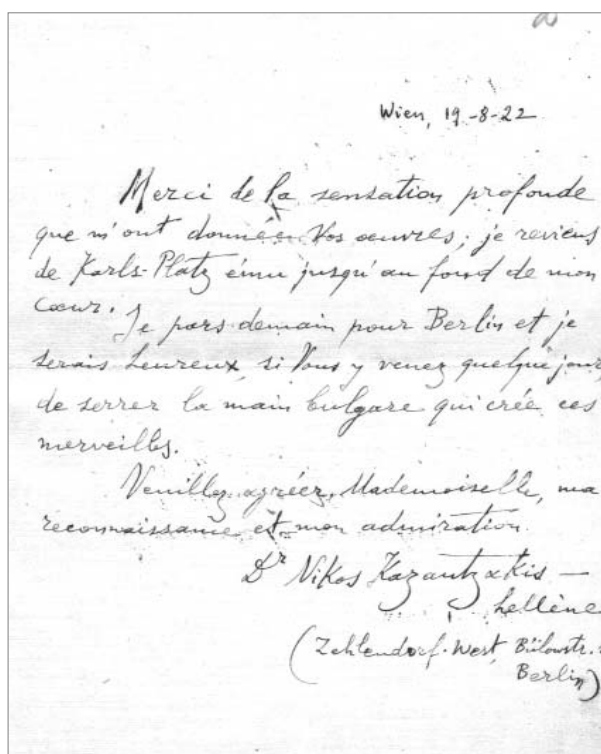 Wien, 19-8-22
Merci de la sensation profonde
que m'ont donnée Vos œuvres; je reviens
de Karls-Platz ému jusqu'au fond de mon
cœur. Je pars demain pour Berlin et je
serais heureux, si Vous y venez quelque jour,
de serrer la main bulgare qui crée ces
merveilles.
Veuillez agréer, Mademoiselle, ma
reconnaissance et mon admiration.
Dr Nikos Kazantzakis —
hellène
(Zehlendorf-West, Bülowstr.
Berlin)